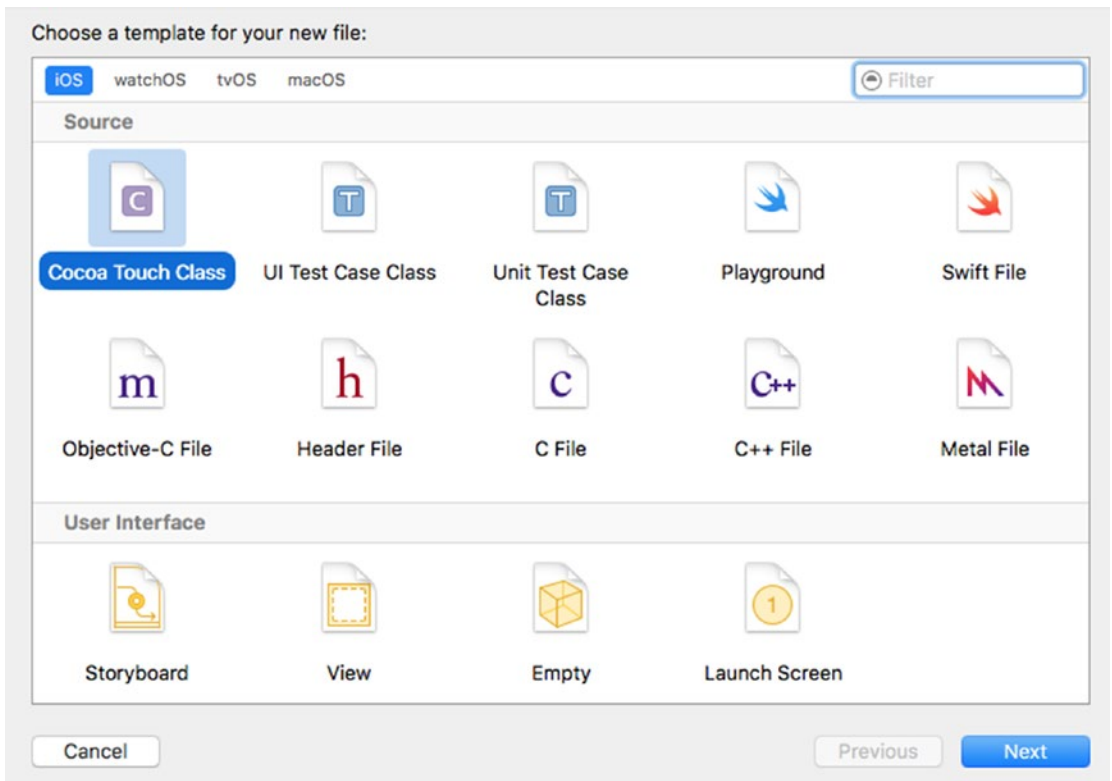 Choose a template for your new file:
iOS watchOS tvOS macOS Filter
Source
C T T
Cocoa Touch Class UI Test Case Class Unit Test Case Class Playground Swift File
m h c C++
Objective-C File Header File C File C++ File Metal File
User Interface
1
Storyboard View Empty Launch Screen
Cancel Previous Next